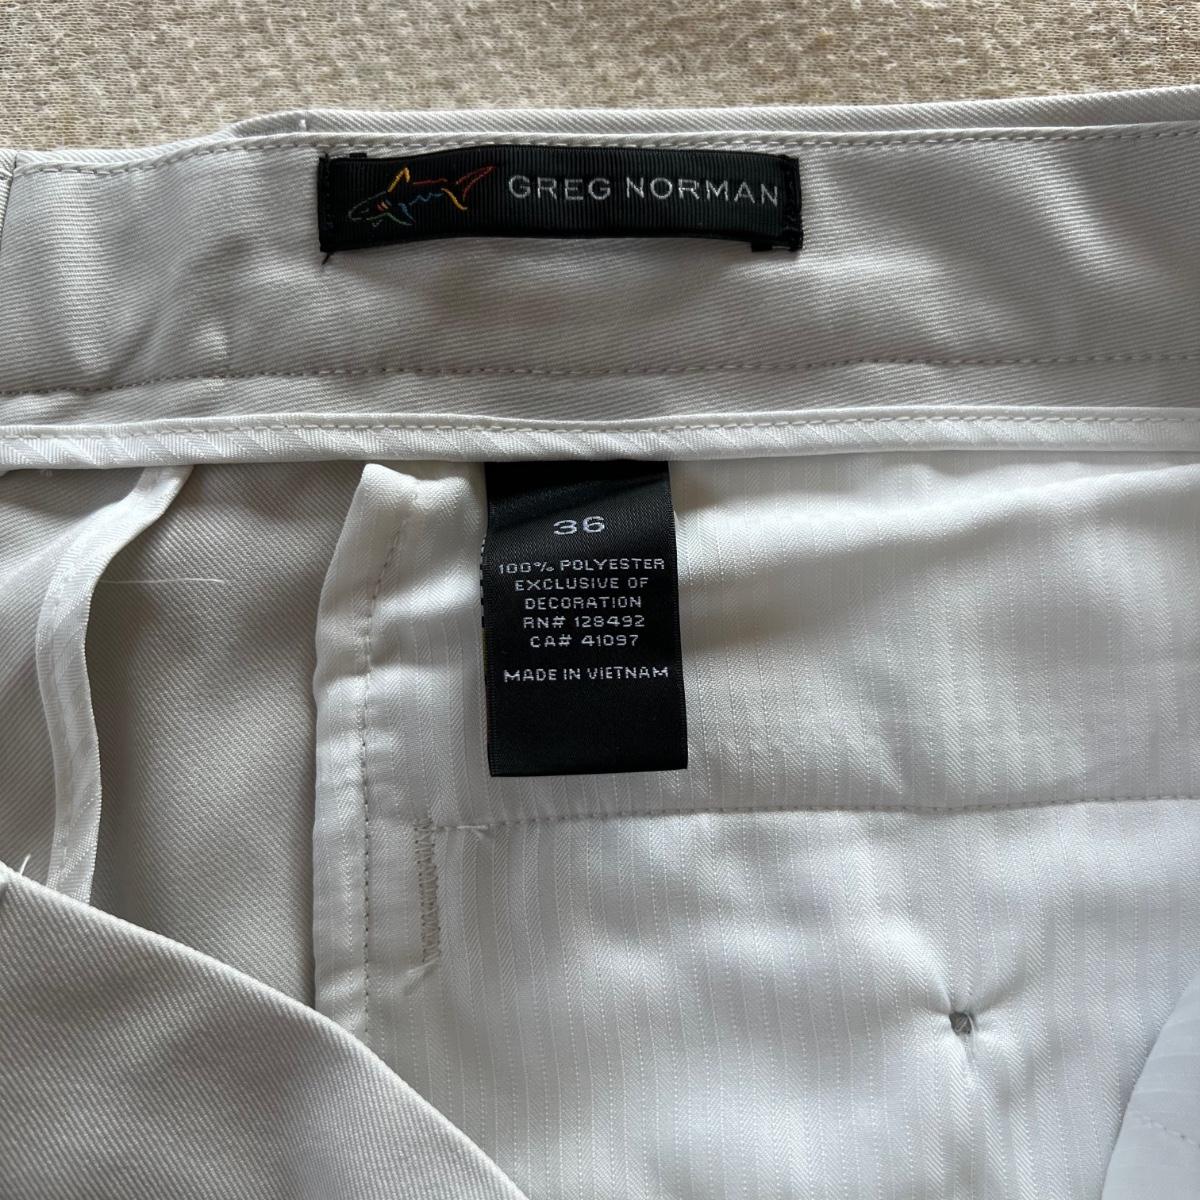 GREG NORMAN
36
100% POLYESTER
EXCLUSIVE OF
DECORATION
RN# 128492
CA# 41097
MADE IN VIETNAM